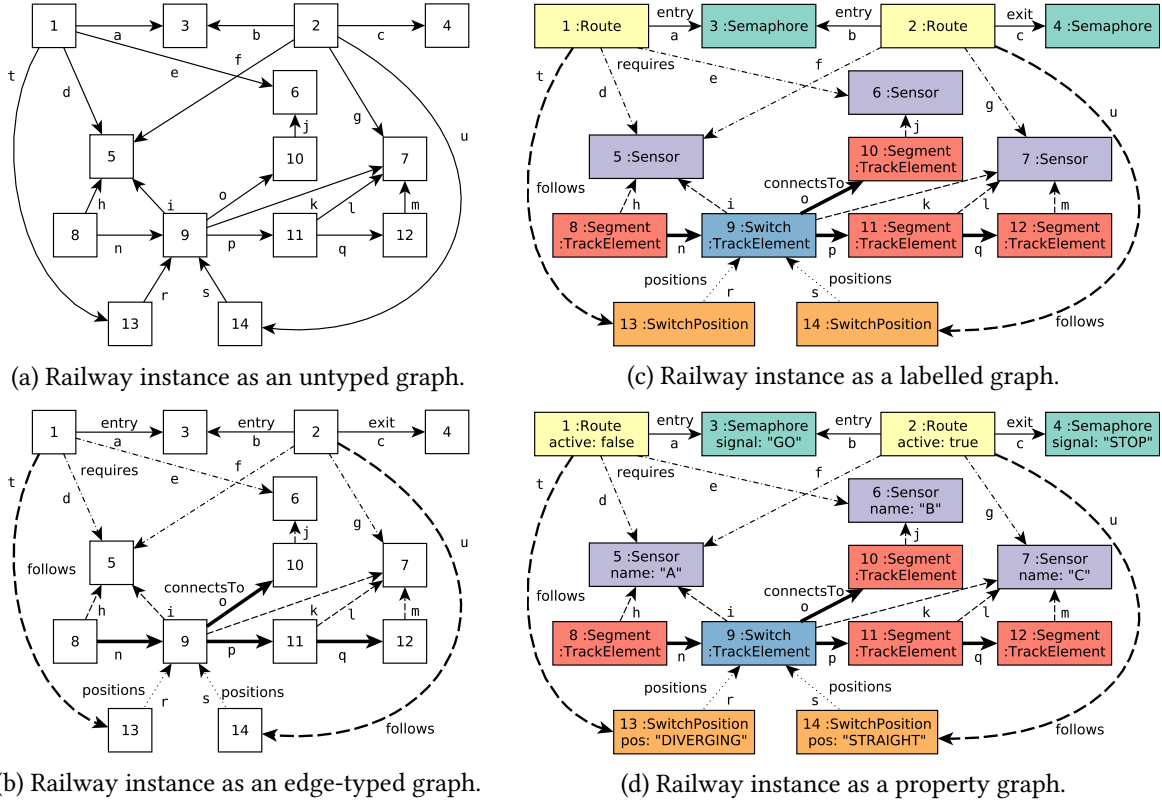 1
3
2
4
a
b
c
t
d
e
f
6
g
u
j
5
10
7
o
h
i
k
l
m
8
n
9
p
11
q
12
r
s
13
14
(a) Railway instance as an untyped graph.
1 :Route
entry
a
3 :Semaphore
entry
b
2 :Route
exit
c
4 :Semaphore
t
requires
d
e
f
6 :Sensor
g
u
j
5 :Sensor
10 :Segment
:TrackElement
7 :Sensor
connectsTo
o
follows
h
i
k
l
m
8 :Segment
:TrackElement
n
9 :Switch
:TrackElement
p
11 :Segment
:TrackElement
q
12 :Segment
:TrackElement
positions
r
s
positions
13 :SwitchPosition
14 :SwitchPosition
follows
(c) Railway instance as a labelled graph.
1
entry
a
3
entry
b
2
exit
c
4
t
requires
d
e
f
6
g
u
j
5
10
7
follows
connectsTo
o
h
i
k
l
m
8
n
9
p
11
q
12
positions
r
s
positions
13
14
follows
(b) Railway instance as an edge-typed graph.
1 :Route
active: false
entry
a
3 :Semaphore
signal: "GO"
entry
b
2 :Route
active: true
exit
c
4 :Semaphore
signal: "STOP"
t
requires
d
e
f
6 :Sensor
name: "B"
g
u
j
5 :Sensor
name: "A"
10 :Segment
:TrackElement
7 :Sensor
name: "C"
connectsTo
o
follows
h
i
k
l
m
8 :Segment
:TrackElement
n
9 :Switch
:TrackElement
p
11 :Segment
:TrackElement
q
12 :Segment
:TrackElement
positions
r
s
positions
13 :SwitchPosition
pos: "DIVERGING"
14 :SwitchPosition
pos: "STRAIGHT"
follows
(d) Railway instance as a property graph.